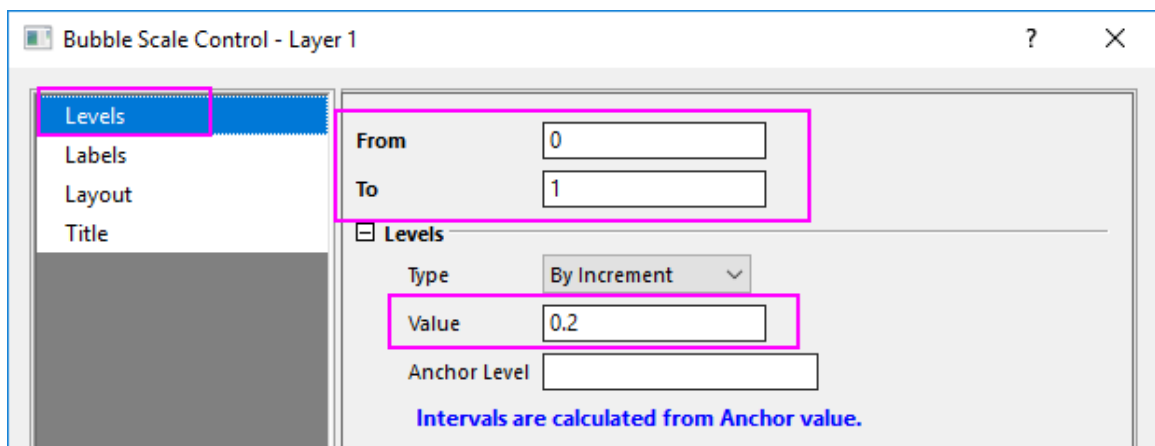 Bubble Scale Control - Layer 1 ?
Levels
Labels
Layout
Title
From 0
To 1
Levels
Type By Increment
Value 0.2
Anchor Level
Intervals are calculated from Anchor value.